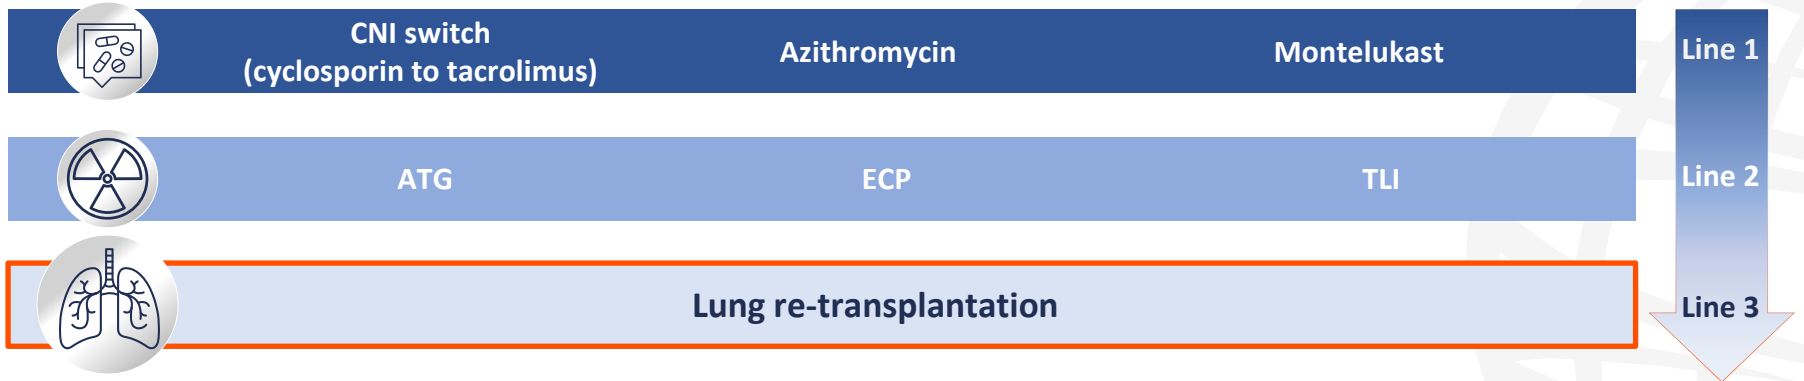 CNI switch
(cyclosporin to tacrolimus)
Azithromycin
Montelukast
Line 1
ATG
ECP
TLI
Line 2
Lung re-transplantation
Line 3